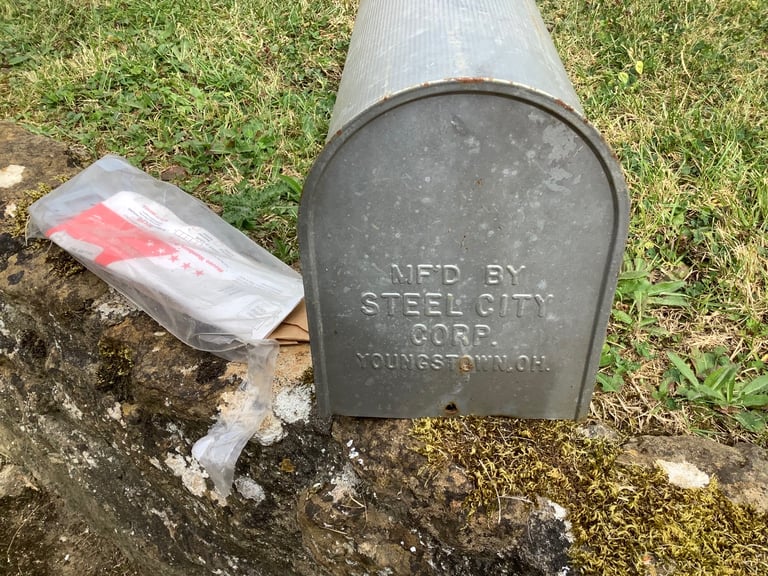 MF'D BY
STEEL CITY
CORP.
YOUNGSTOWN, OH.